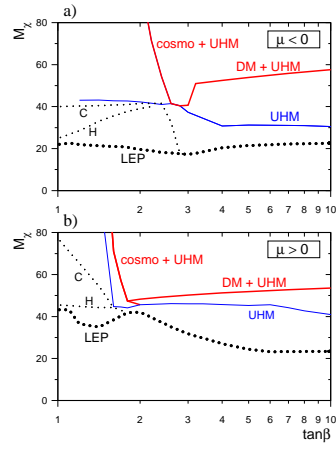 a)
Mχ
80
60
40
20
0
cosmo + UHM
μ < 0
DM + UHM
UHM
C
H
LEP
1 2 3 4 5 6 7 8 9 10
b)
Mχ
80
60
40
20
0
cosmo + UHM
μ > 0
DM + UHM
UHM
C
H
LEP
1 2 3 4 5 6 7 8 9 10
tanβ